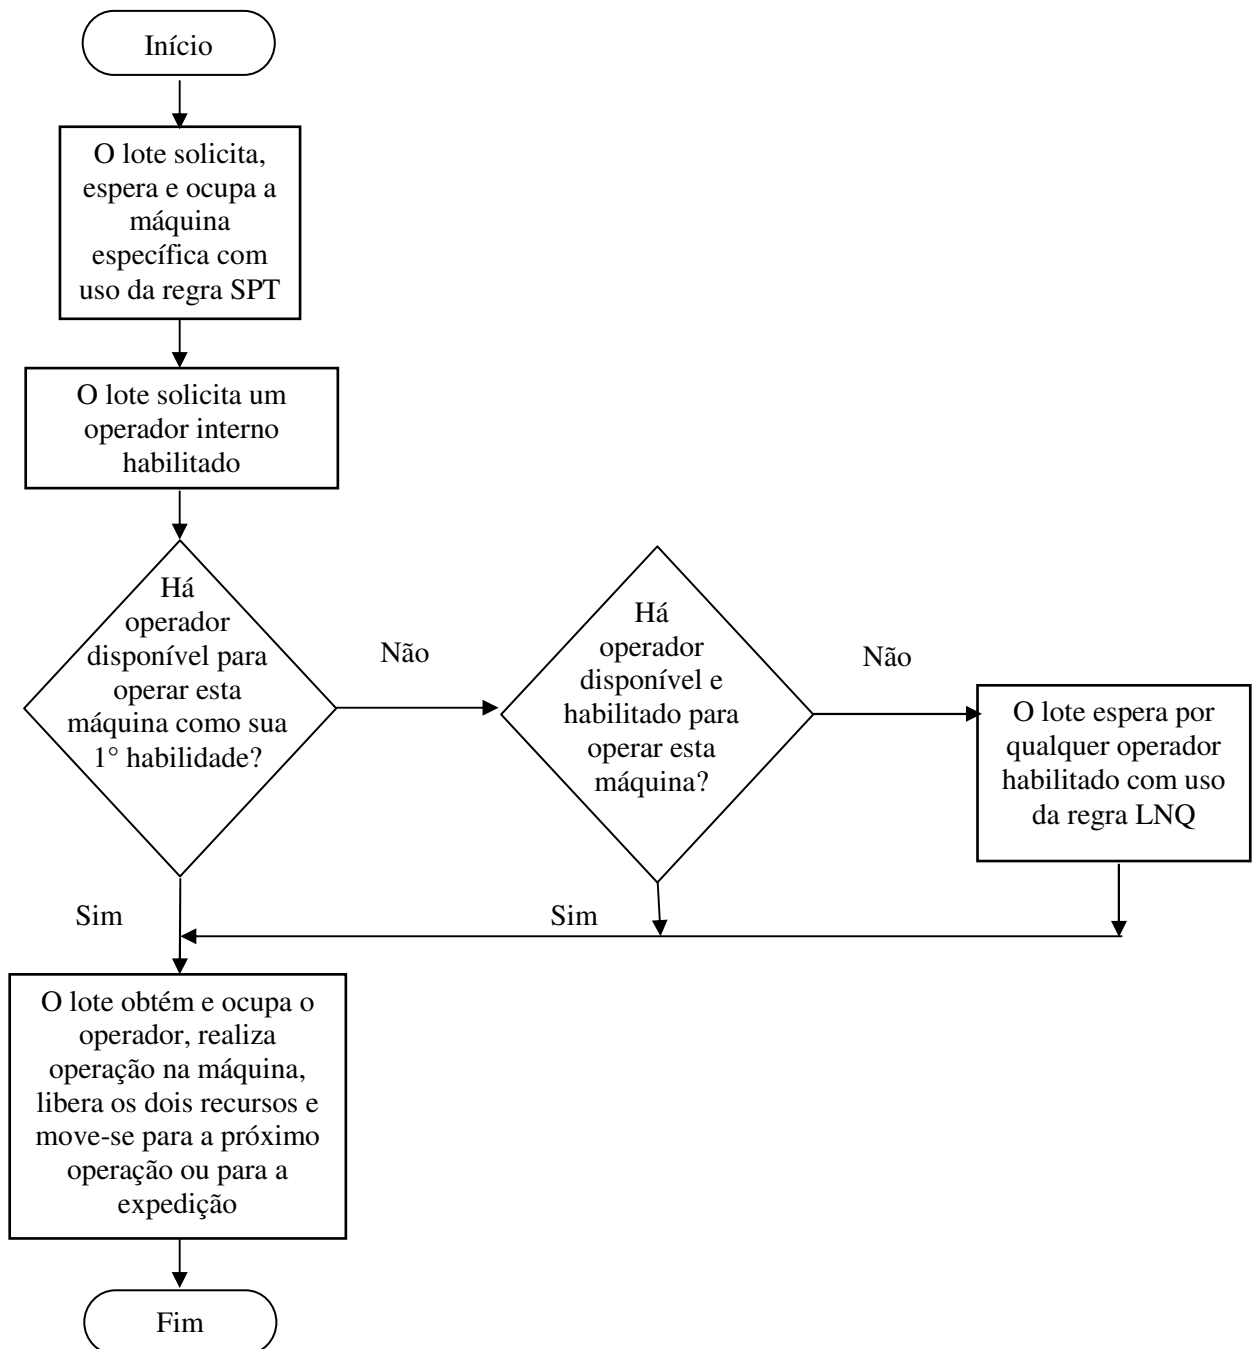 Início
O lote solicita,
espera e ocupa a
máquina
específica com
uso da regra SPT
O lote solicita um
operador interno
habilitado
Há
operador
disponível para
operar esta
máquina como sua
1° habilidade?
Não
Há
operador
disponível e
habilitado para
operar esta
máquina?
Não
O lote espera por
qualquer operador
habilitado com uso
da regra LNQ
Sim
Sim
O lote obtém e ocupa o
operador, realiza
operação na máquina,
libera os dois recursos e
move-se para a próximo
operação ou para a
expedição
Fim